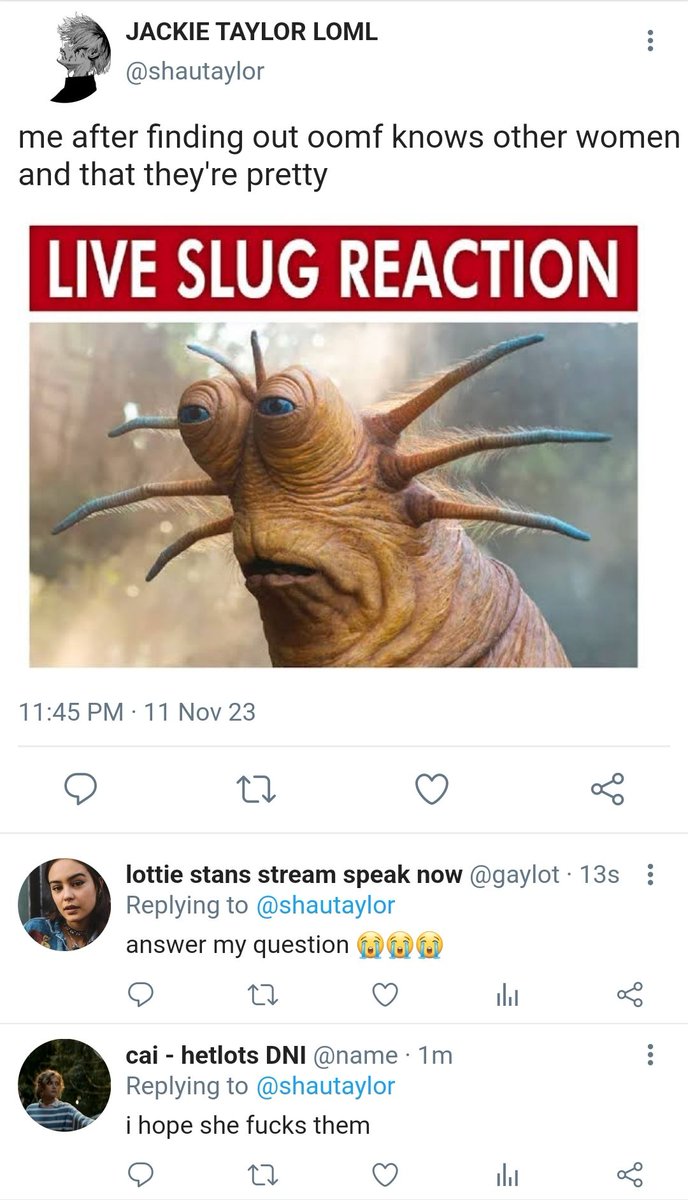 JACKIE TAYLOR LOML
@shautaylor
me after finding out oomf knows other women
and that they're pretty
LIVE SLUG REACTION
11:45 PM · 11 Nov 23
lottie stans stream speak now @gaylot · 13s
Replying to @shautaylor
answer my question 😭😭😭
cai - hetlots DNI @name · 1m
Replying to @shautaylor
i hope she fucks them